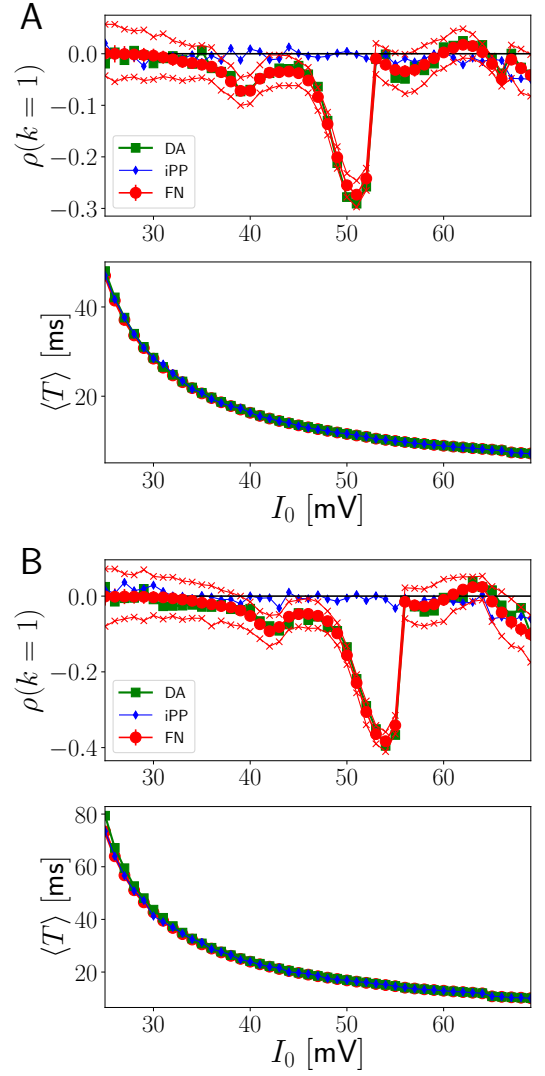 A
ρ(k = 1)
0.0
−0.1
−0.2
−0.3
DA
iPP
FN
30 40 50 60
⟨T⟩ [ms]
40
20
30 40 50 60
I₀ [mV]
B
ρ(k = 1)
0.0
−0.2
−0.4
DA
iPP
FN
30 40 50 60
⟨T⟩ [ms]
80
60
40
20
30 40 50 60
I₀ [mV]